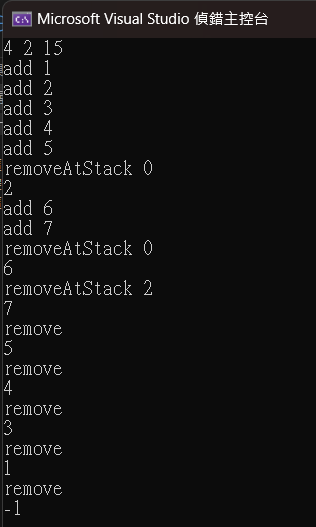 Microsoft Visual Studio 偵錯主控台
4 2 15
add 1
add 2
add 3
add 4
add 5
removeAtStack 0
2
add 6
add 7
removeAtStack 0
6
removeAtStack 2
7
remove
5
remove
4
remove
3
remove
1
remove
-1